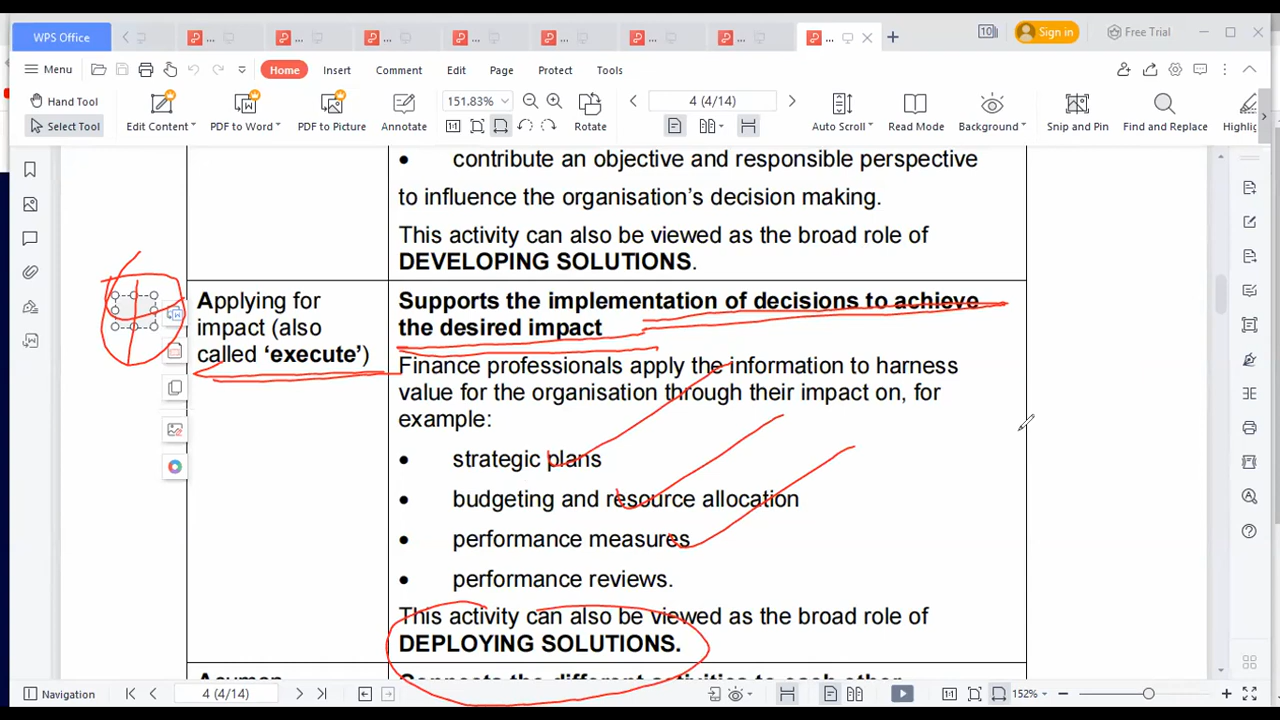 WPS Office
...
...
...
...
...
...
...
...
10
Sign in
Free Trial
Menu
Home
Insert
Comment
Edit
Page
Protect
Tools
Hand Tool
Select Tool
Edit Content
PDF to Word
PDF to Picture
Annotate
151.83%
Rotate
4 (4/14)
Auto Scroll
Read Mode
Background
Snip and Pin
Find and Replace
• contribute an objective and responsible perspective
to influence the organisation's decision making.
This activity can also be viewed as the broad role of
DEVELOPING SOLUTIONS.
Applying for
impact (also
called 'execute')
Supports the implementation of decisions to achieve
the desired impact
Finance professionals apply the information to harness
value for the organisation through their impact on, for
example:
• strategic plans
• budgeting and resource allocation
• performance measures
• performance reviews.
This activity can also be viewed as the broad role of
DEPLOYING SOLUTIONS.
Navigation
4 (4/14)
152%